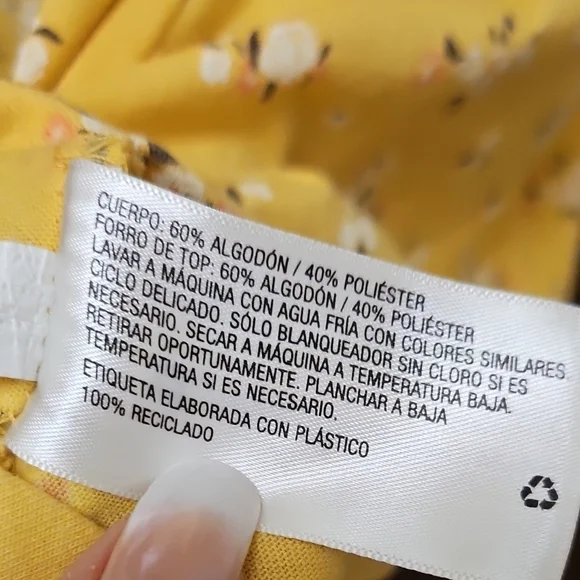 CUERPO: 60% ALGODÓN / 40% POLIÉSTER
FORRO DE TOP: 60% ALGODÓN / 40% POLIÉSTER
LAVAR A MÁQUINA CON AGUA FRÍA CON COLORES SIMILARES.
CICLO DELICADO. SÓLO BLANQUEADOR SIN CLORO SI ES
NECESARIO. SECAR A MÁQUINA A TEMPERATURA BAJA.
RETIRAR OPORTUNAMENTE. PLANCHAR A BAJA
TEMPERATURA SI ES NECESARIO.
ETIQUETA ELABORADA CON PLÁSTICO
100% RECICLADO